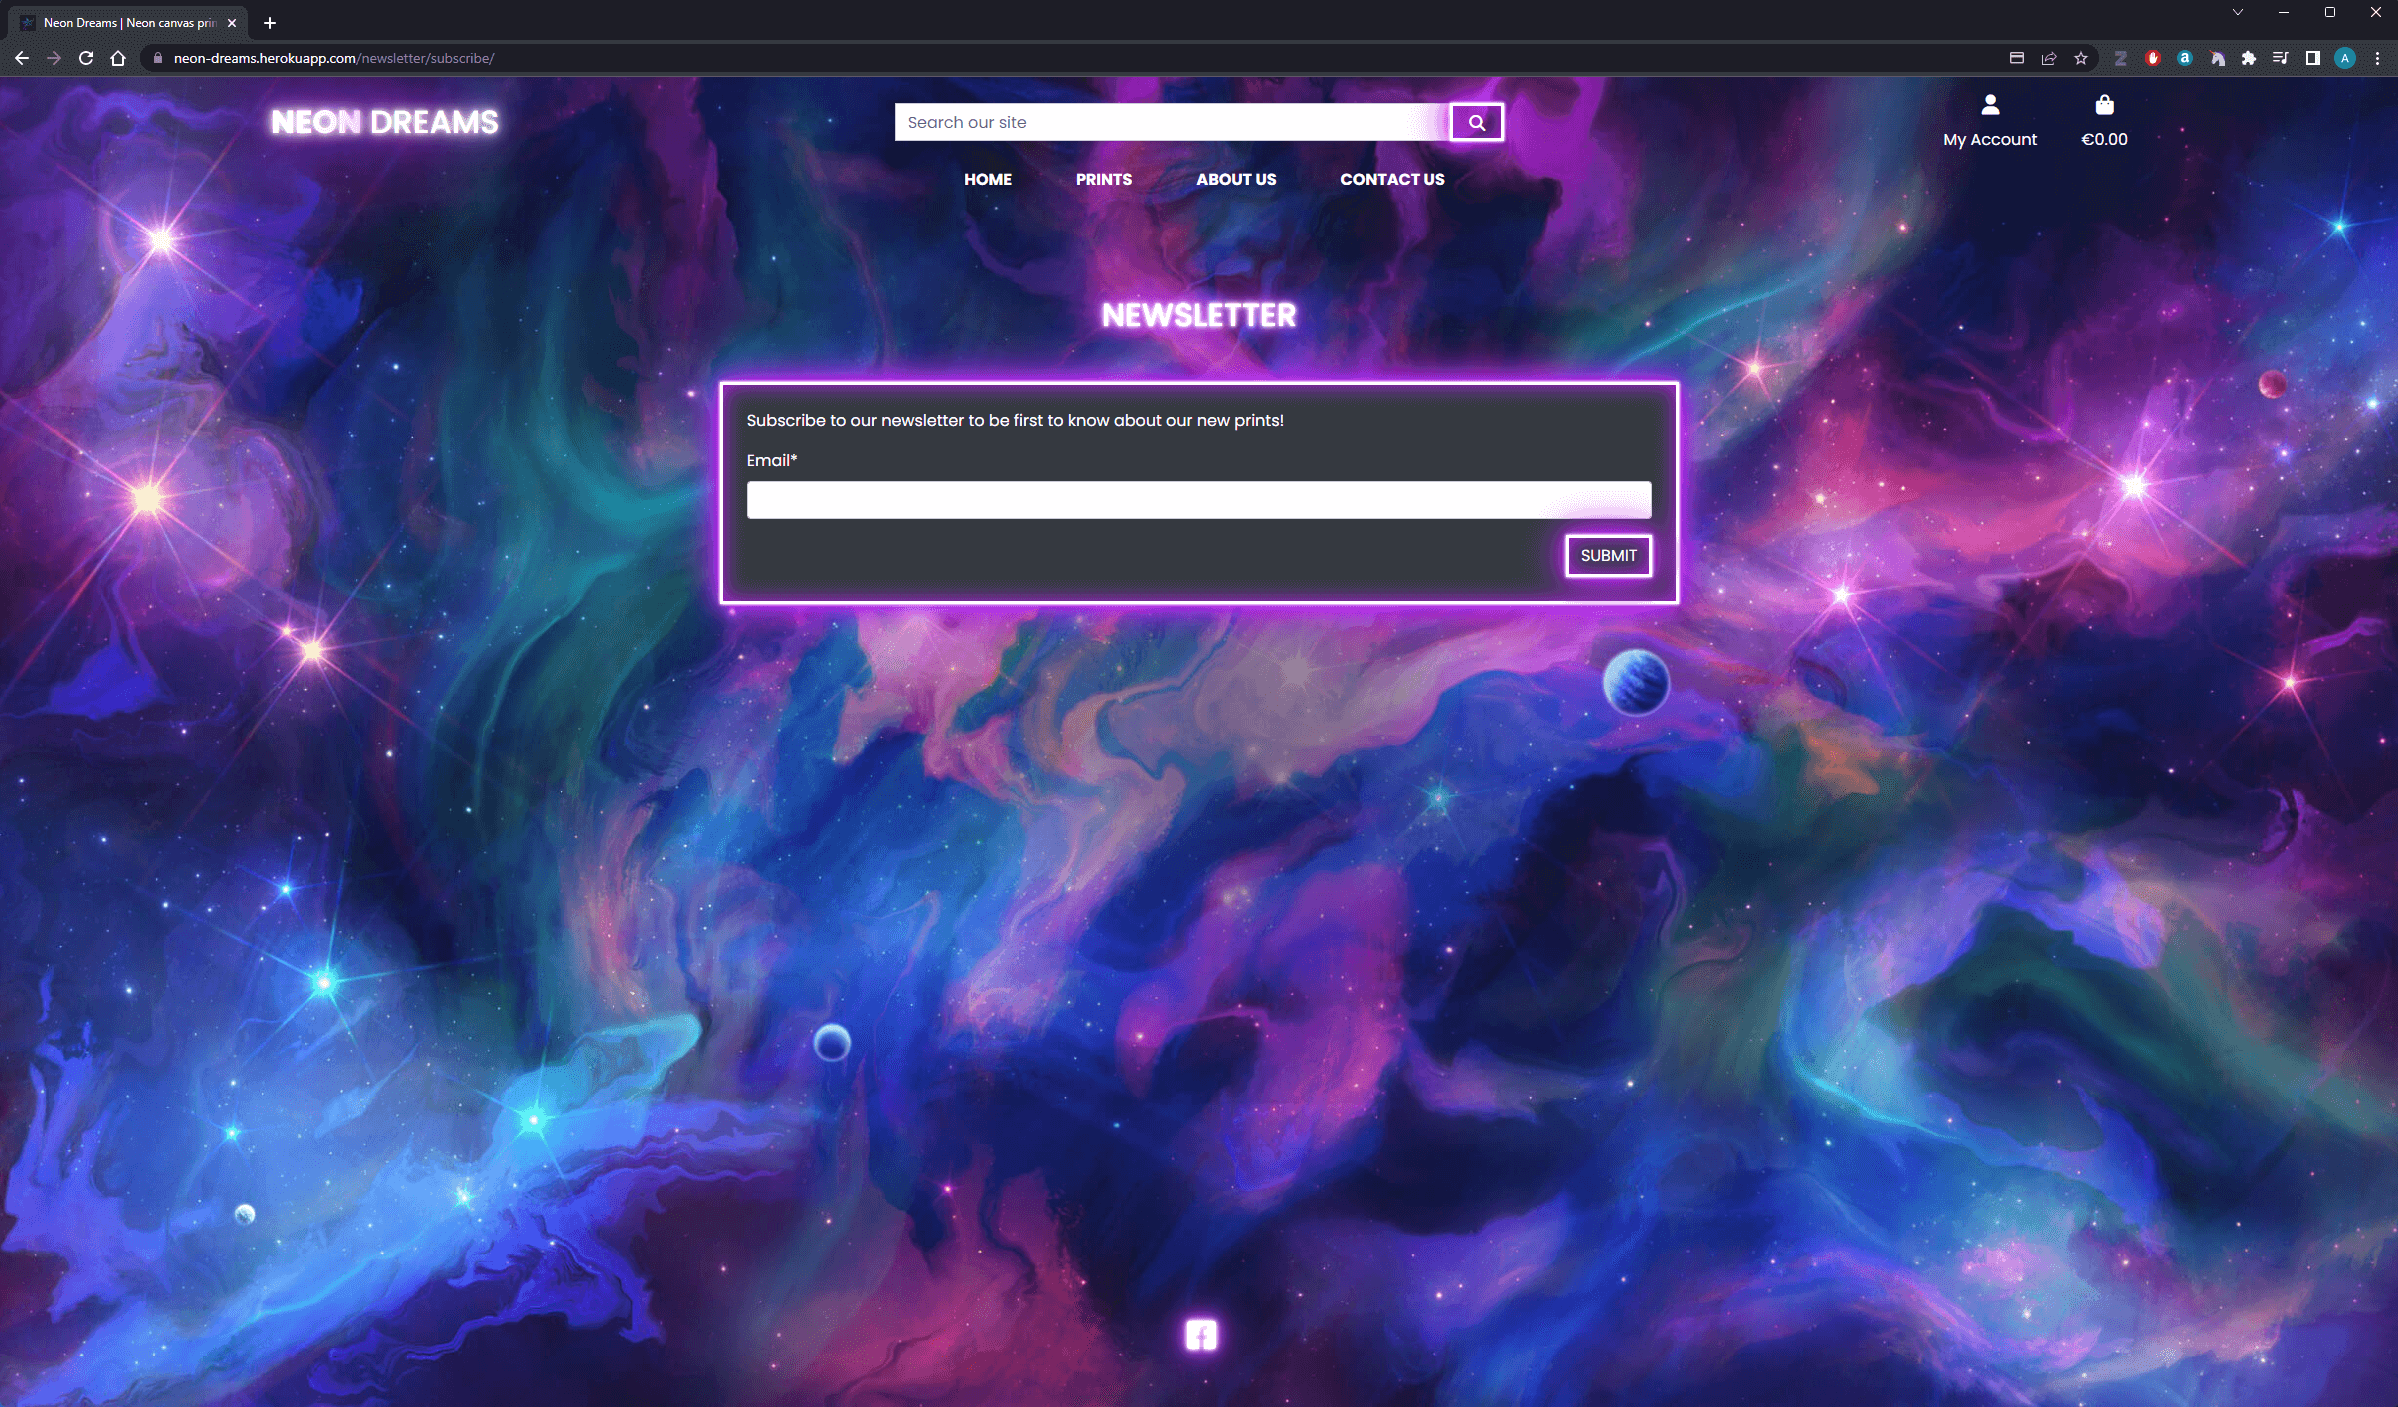 Neon Dreams | Neon canvas prin
neon-dreams.herokuapp.com/newsletter/subscribe/
A
NEON DREAMS
Search our site
My Account
€0.00
HOME
PRINTS
ABOUT US
CONTACT US
NEWSLETTER
Subscribe to our newsletter to be first to know about our new prints!
Email*
SUBMIT